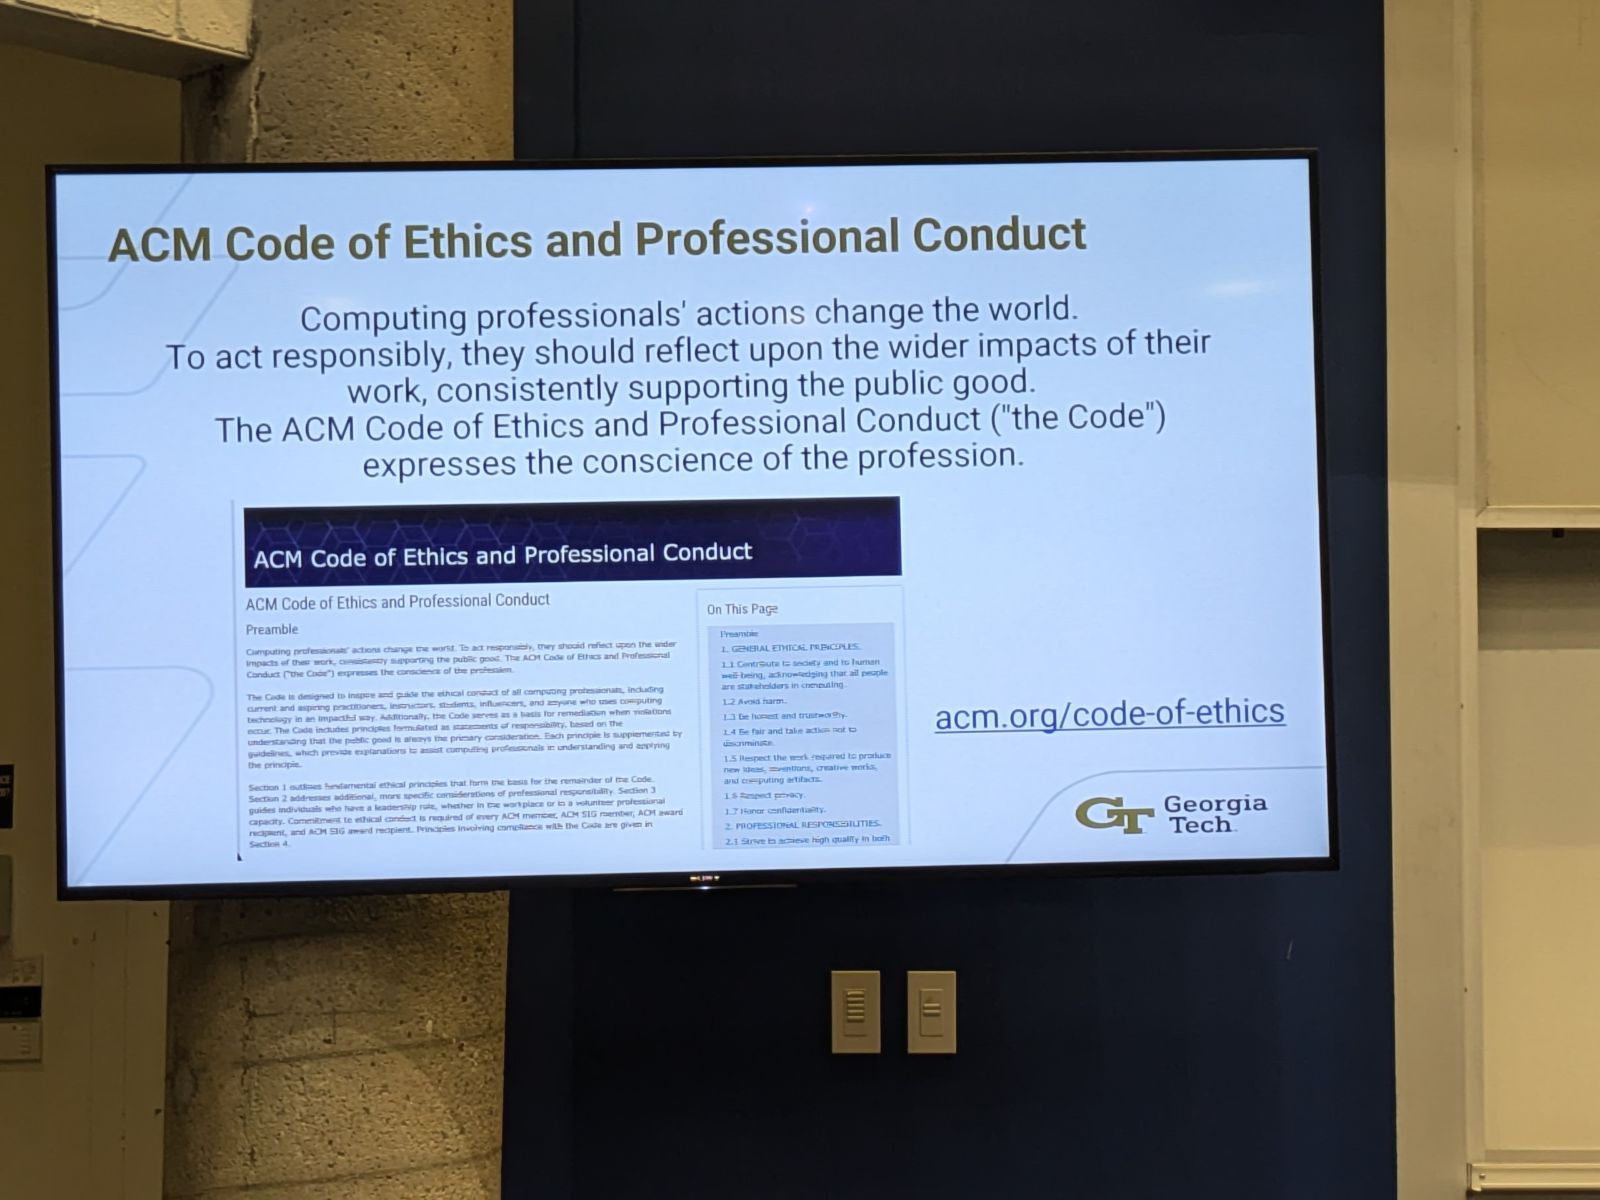 ACM Code of Ethics and Professional Conduct
Computing professionals' actions change the world.
To act responsibly, they should reflect upon the wider impacts of their
work, consistently supporting the public good.
The ACM Code of Ethics and Professional Conduct ("the Code")
expresses the conscience of the profession.
ACM Code of Ethics and Professional Conduct
ACM Code of Ethics and Professional Conduct
Preamble
Computing professionals' actions change the world. To act responsibly, they should reflect upon the wider
impacts of their work, consistently supporting the public good. The ACM Code of Ethics and Professional
Conduct ("the Code") expresses the conscience of the profession.
The Code is designed to inspire and guide the ethical conduct of all computing professionals, including
current and aspiring practitioners, instructors, students, influencers, and anyone who uses computing
technology in an impactful way. Additionally, the Code serves as a basis for remediation when violations
occur. The Code includes principles formulated as statements of responsibility, based on the
understanding that the public good is always the primary consideration. Each principle is supplemented by
guidelines, which provide explanations to assist computing professionals in understanding and applying
the principle.
Section 1 outlines fundamental ethical principles that form the basis for the remainder of the Code.
Section 2 addresses additional, more specific considerations of professional responsibility. Section 3
guides individuals who have a leadership role, whether in the workplace or in a volunteer professional
capacity. Commitment to ethical conduct is required of every ACM member, ACM SIG member, ACM award
recipient, and ACM SIG award recipient. Principles involving compliance with the Code are given in
Section 4.
On This Page
Preamble
1. GENERAL ETHICAL PRINCIPLES.
1.1 Contribute to society and to human
well-being, acknowledging that all people
are stakeholders in computing.
1.2 Avoid harm.
1.3 Be honest and trustworthy.
1.4 Be fair and take action not to
discriminate.
1.5 Respect the work required to produce
new ideas, inventions, creative works,
and computing artifacts.
1.6 Respect privacy.
1.7 Honor confidentiality.
2. PROFESSIONAL RESPONSIBILITIES.
2.1 Strive to achieve high quality in both
acm.org/code-of-ethics
GT Georgia
Tech